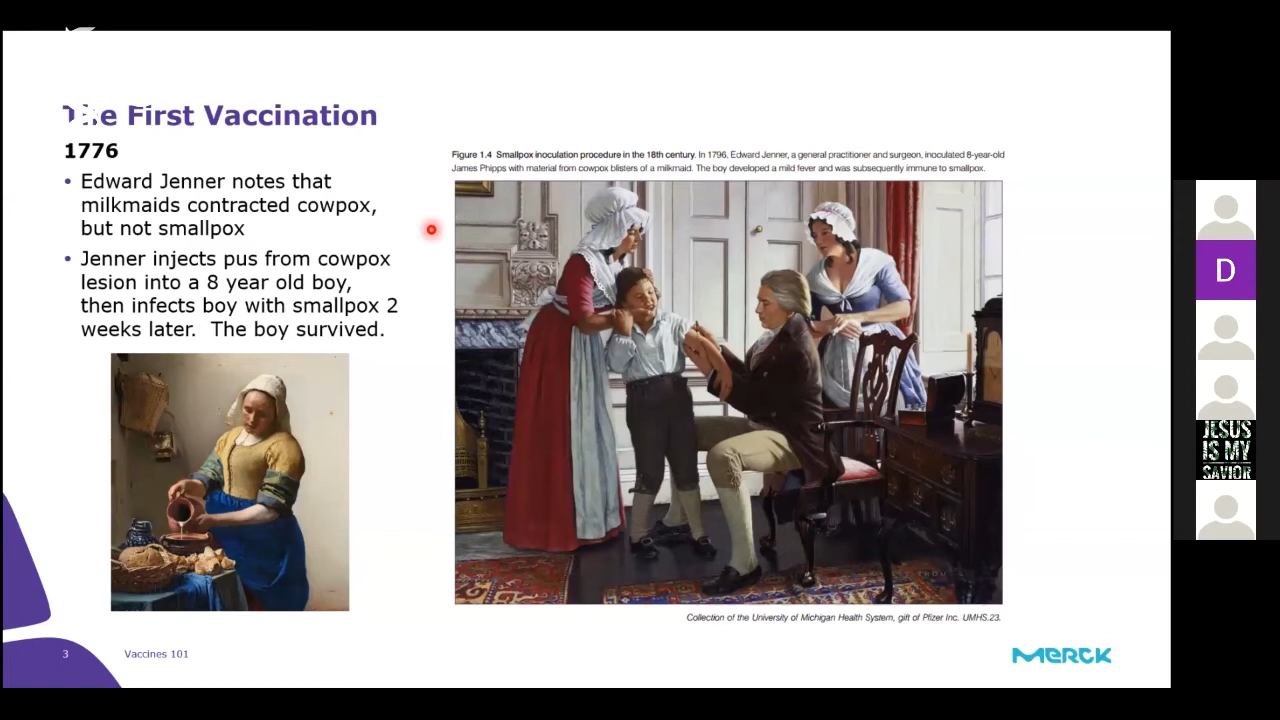 The First Vaccination
1776
• Edward Jenner notes that
milkmaids contracted cowpox,
but not smallpox
• Jenner injects pus from cowpox
lesion into a 8 year old boy,
then infects boy with smallpox 2
weeks later. The boy survived.
Figure 1.4 Smallpox inoculation procedure in the 18th century. In 1796, Edward Jenner, a general practitioner and surgeon, inoculated 8-year-old
James Phipps with material from cowpox blisters of a milkmaid. The boy developed a mild fever and was subsequently immune to smallpox.
Collection of the University of Michigan Health System, gift of Pfizer Inc. UMHS.23.
3
Vaccines 101
MERCK
D
JESUS
IS MY
SAVIOR